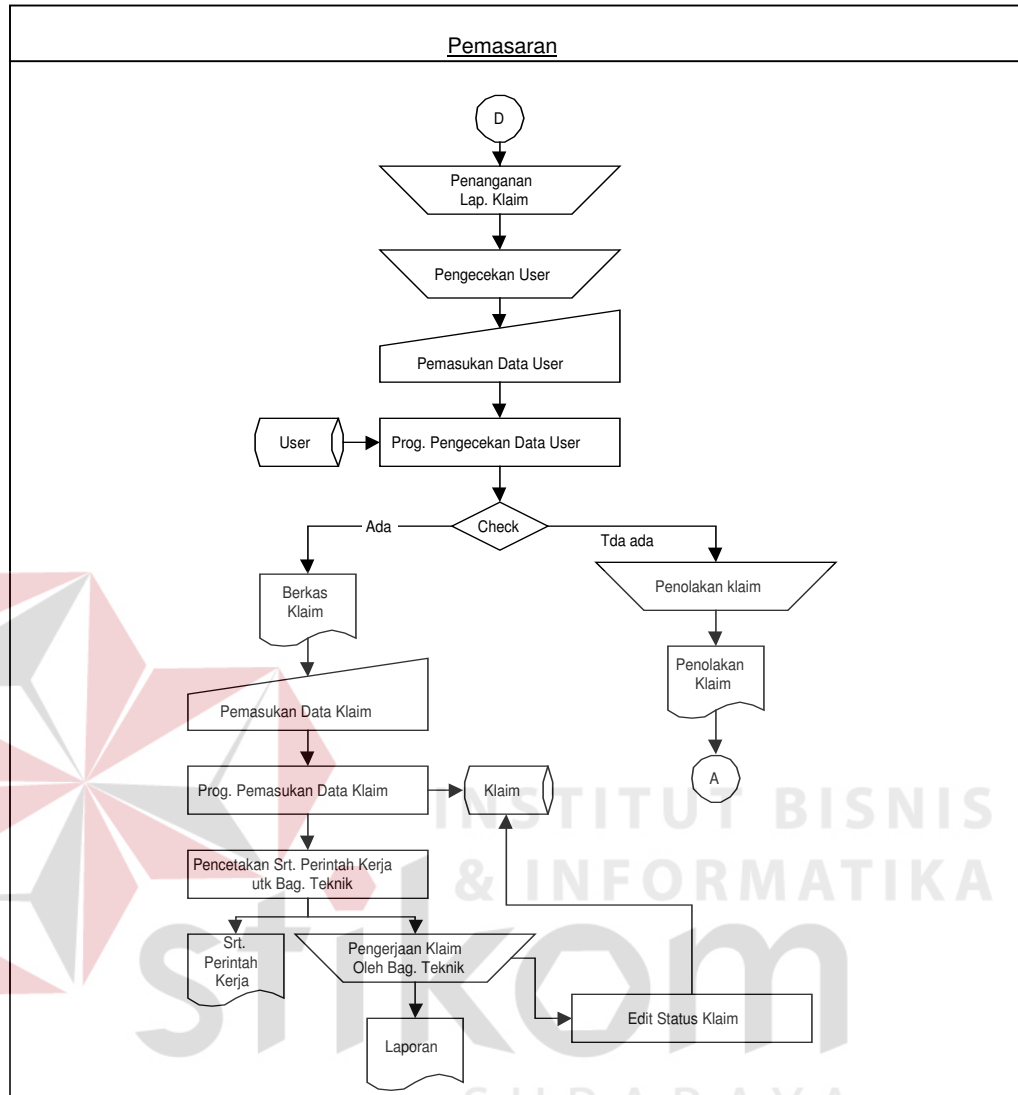 Pemasaran
D
Penanganan
Lap. Klaim
Pengecekan User
Pemasukan Data User
User
Prog. Pengecekan Data User
Ada
Check
Tda ada
Berkas
Klaim
Penolakan klaim
Penolakan
Klaim
Pemasukan Data Klaim
A
Prog. Pemasukan Data Klaim
Klaim
INSTITUT BISNIS
& INFORMATIKA
Pencetakan Srt. Perintah Kerja
utk Bag. Teknik
stikom
Srt.
Perintah
Kerja
Pengerjaan Klaim
Oleh Bag. Teknik
Edit Status Klaim
Laporan
SURABAYA